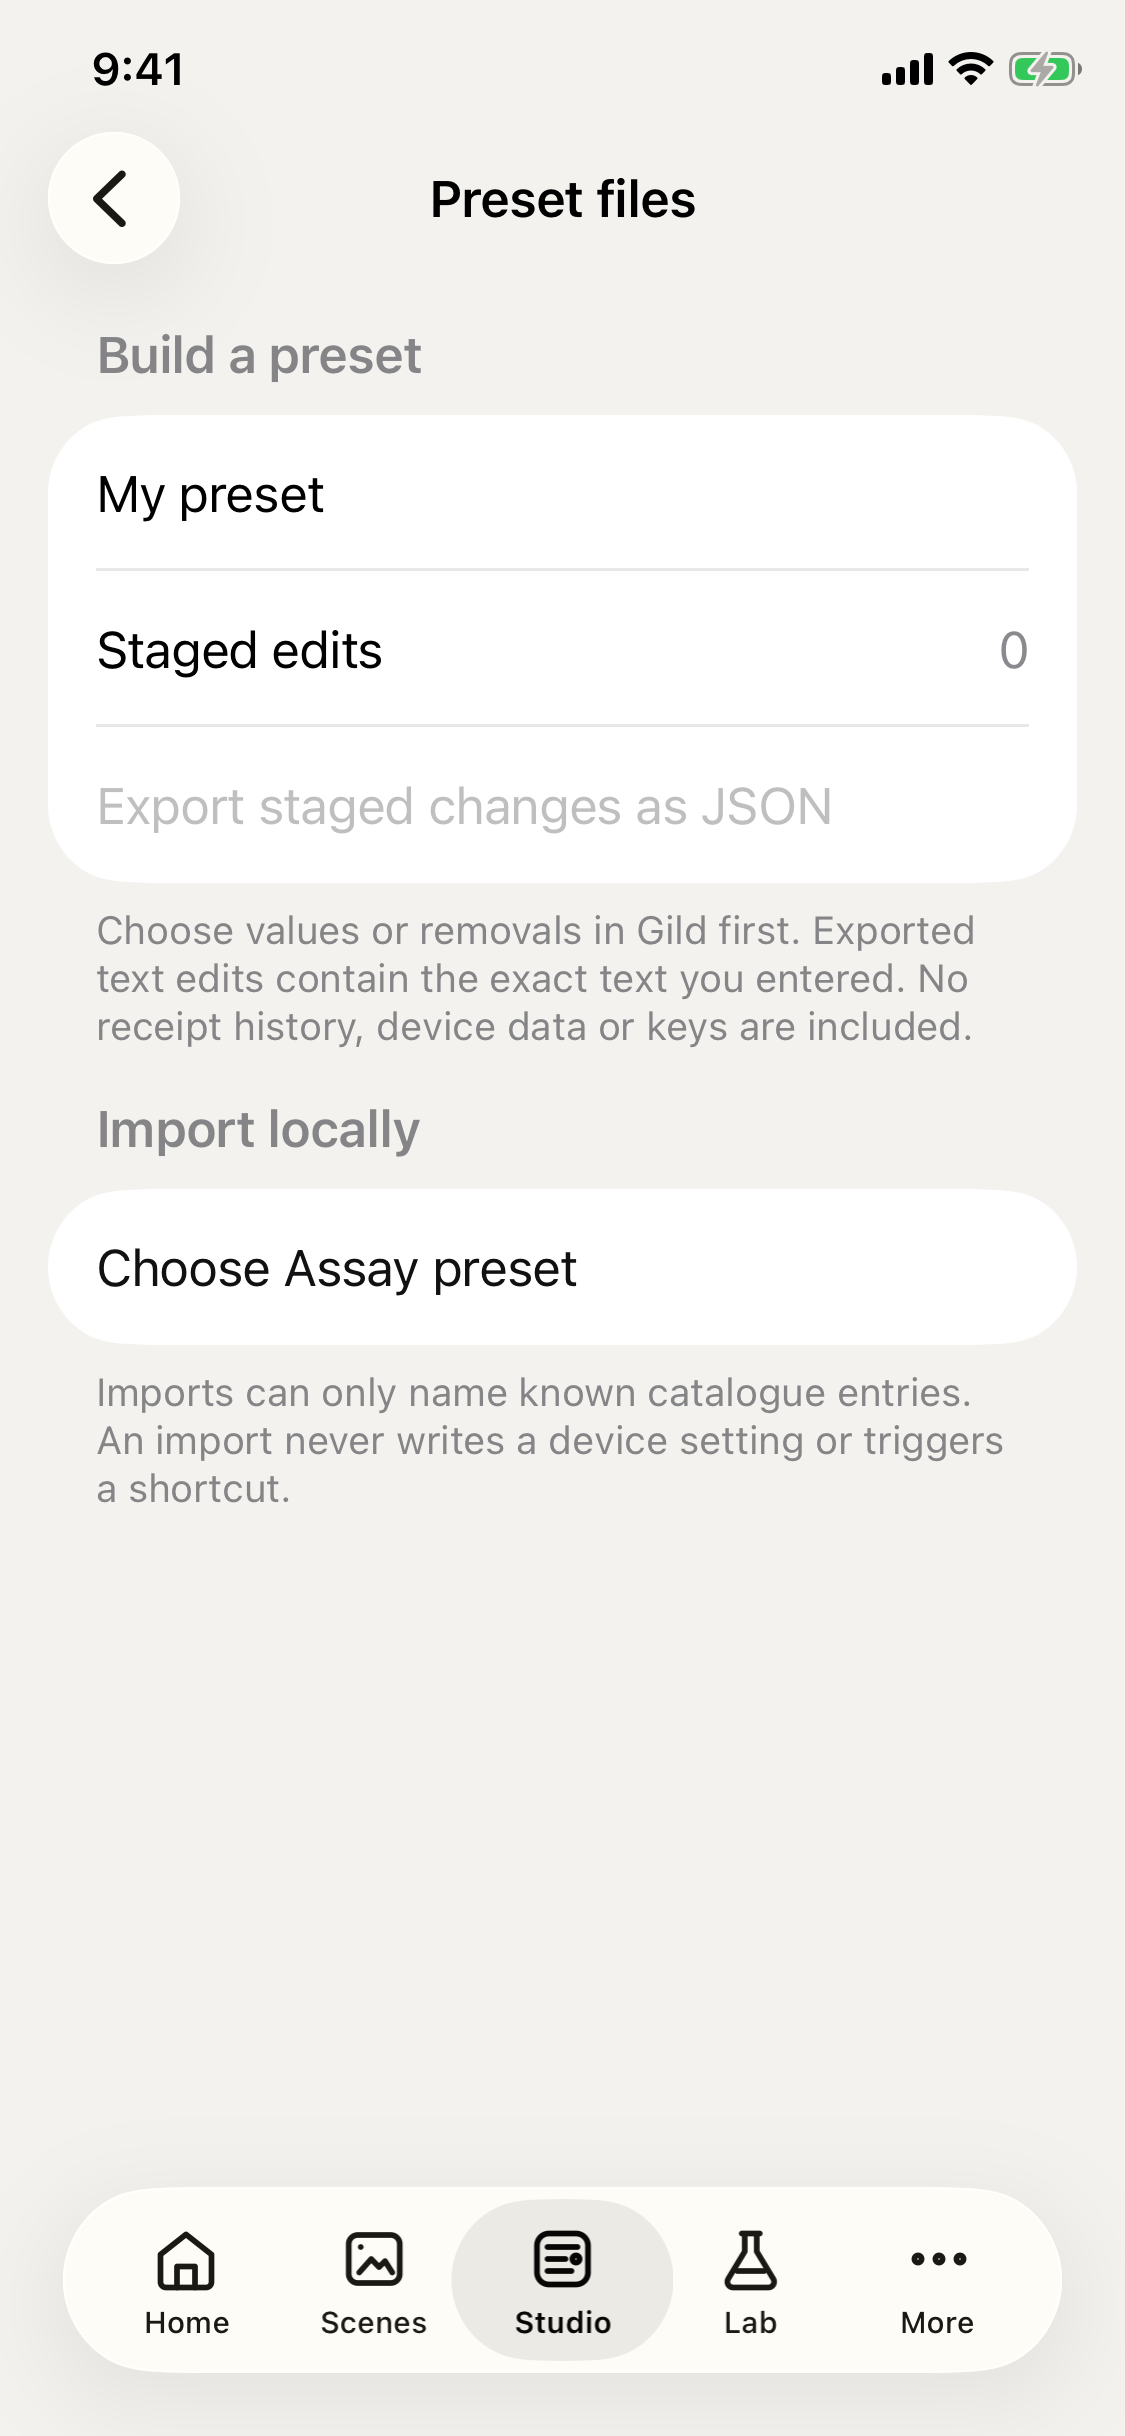 9:41
Preset files
Build a preset
My preset
Staged edits 0
Export staged changes as JSON
Choose values or removals in Gild first. Exported
text edits contain the exact text you entered. No
receipt history, device data or keys are included.
Import locally
Choose Assay preset
Imports can only name known catalogue entries.
An import never writes a device setting or triggers
a shortcut.
Home Scenes Studio Lab More